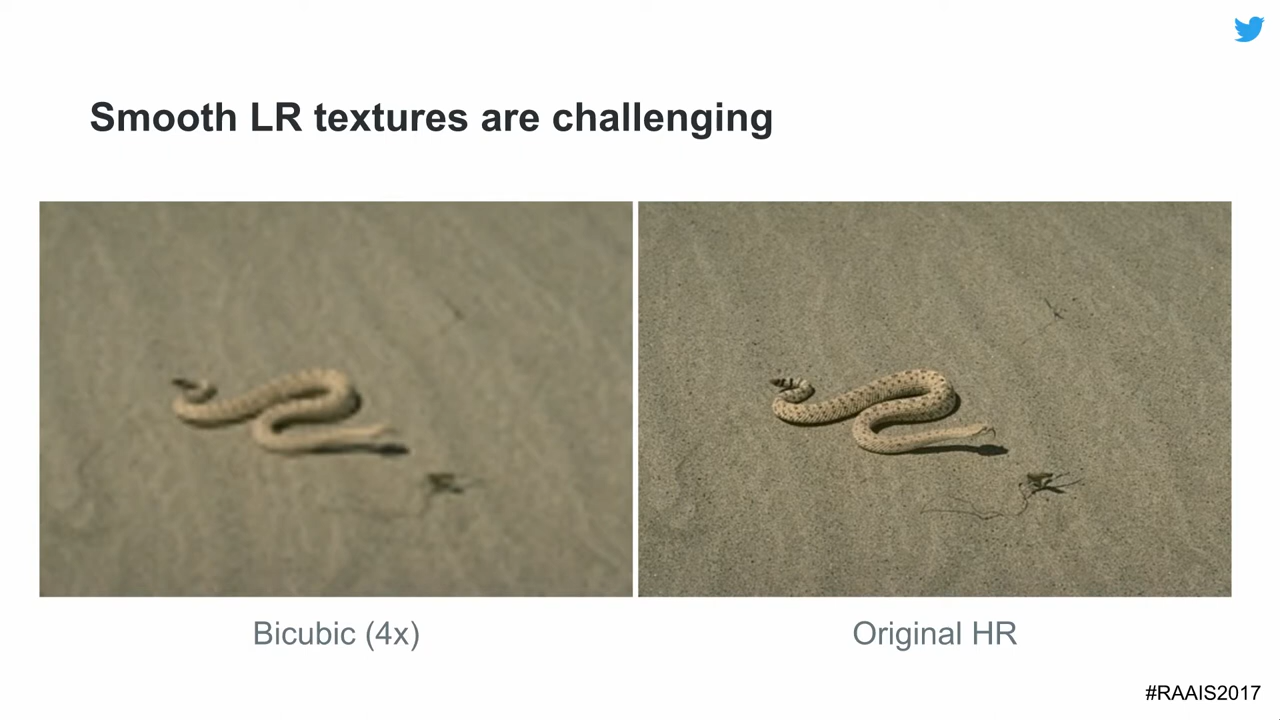 Smooth LR textures are challenging
Bicubic (4x)
Original HR
#RAAIS2017